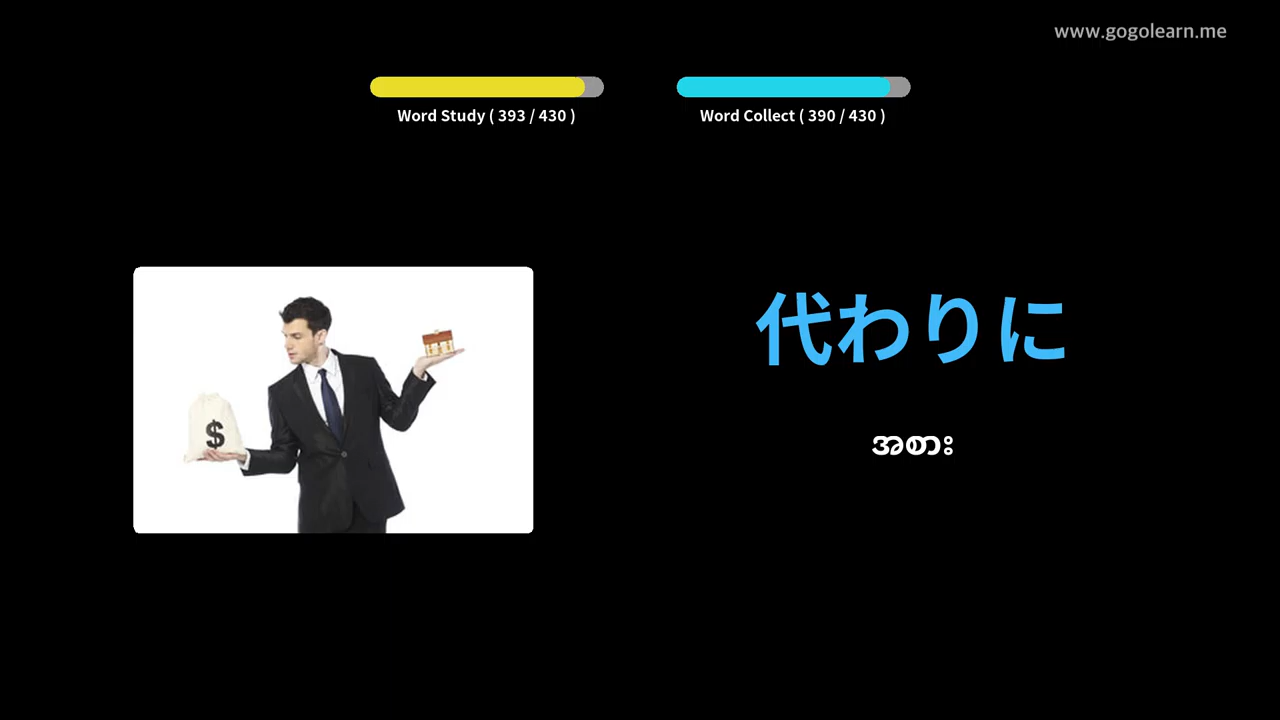 www.gogolearn.me
Word Study ( 393 / 430 )
Word Collect ( 390 / 430 )
$
代わりに
အစား